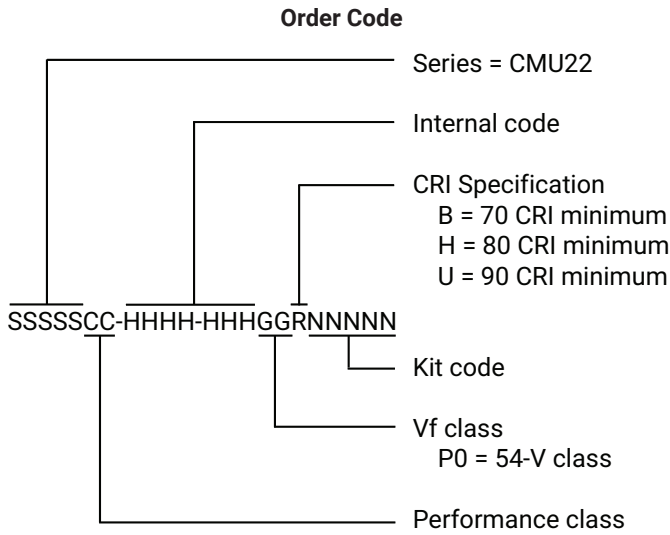 Order Code
Series = CMU22
Internal code
CRI Specification
B = 70 CRI minimum
H = 80 CRI minimum
U = 90 CRI minimum
SSSSSCC-HHHH-HHHGGRNNNNN
Kit code
Vf class
P0 = 54-V class
Performance class